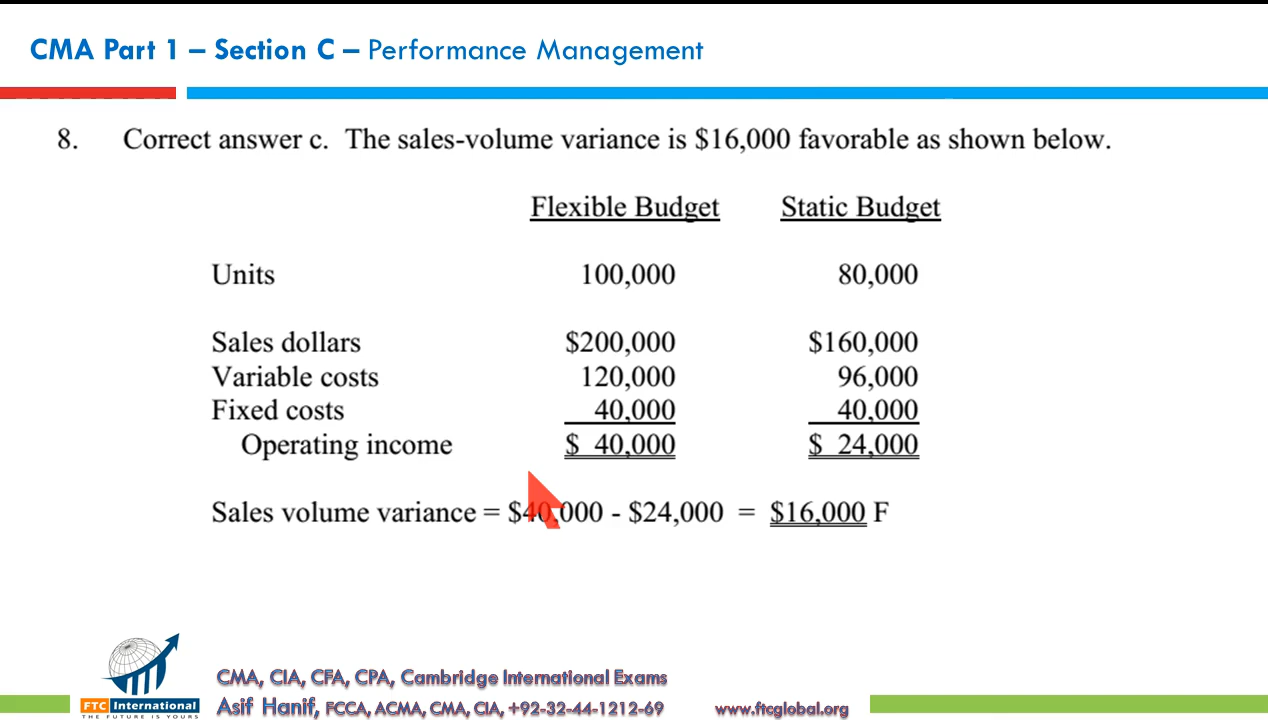 CMA Part 1 – Section C – Performance Management
8. Correct answer c. The sales-volume variance is $16,000 favorable as shown below.
Flexible Budget Static Budget
Units 100,000 80,000
Sales dollars $200,000 $160,000
Variable costs 120,000 96,000
Fixed costs 40,000 40,000
Operating income $ 40,000 $ 24,000
Sales volume variance = $40,000 - $24,000 = $16,000 F
CMA, CIA, CFA, CPA, Cambridge International Exams
FTC International
THE FUTURE IS YOURS
Asif Hanif, FCCA, ACMA, CMA, CIA, +92-32-44-1212-69 www.ftcglobal.org